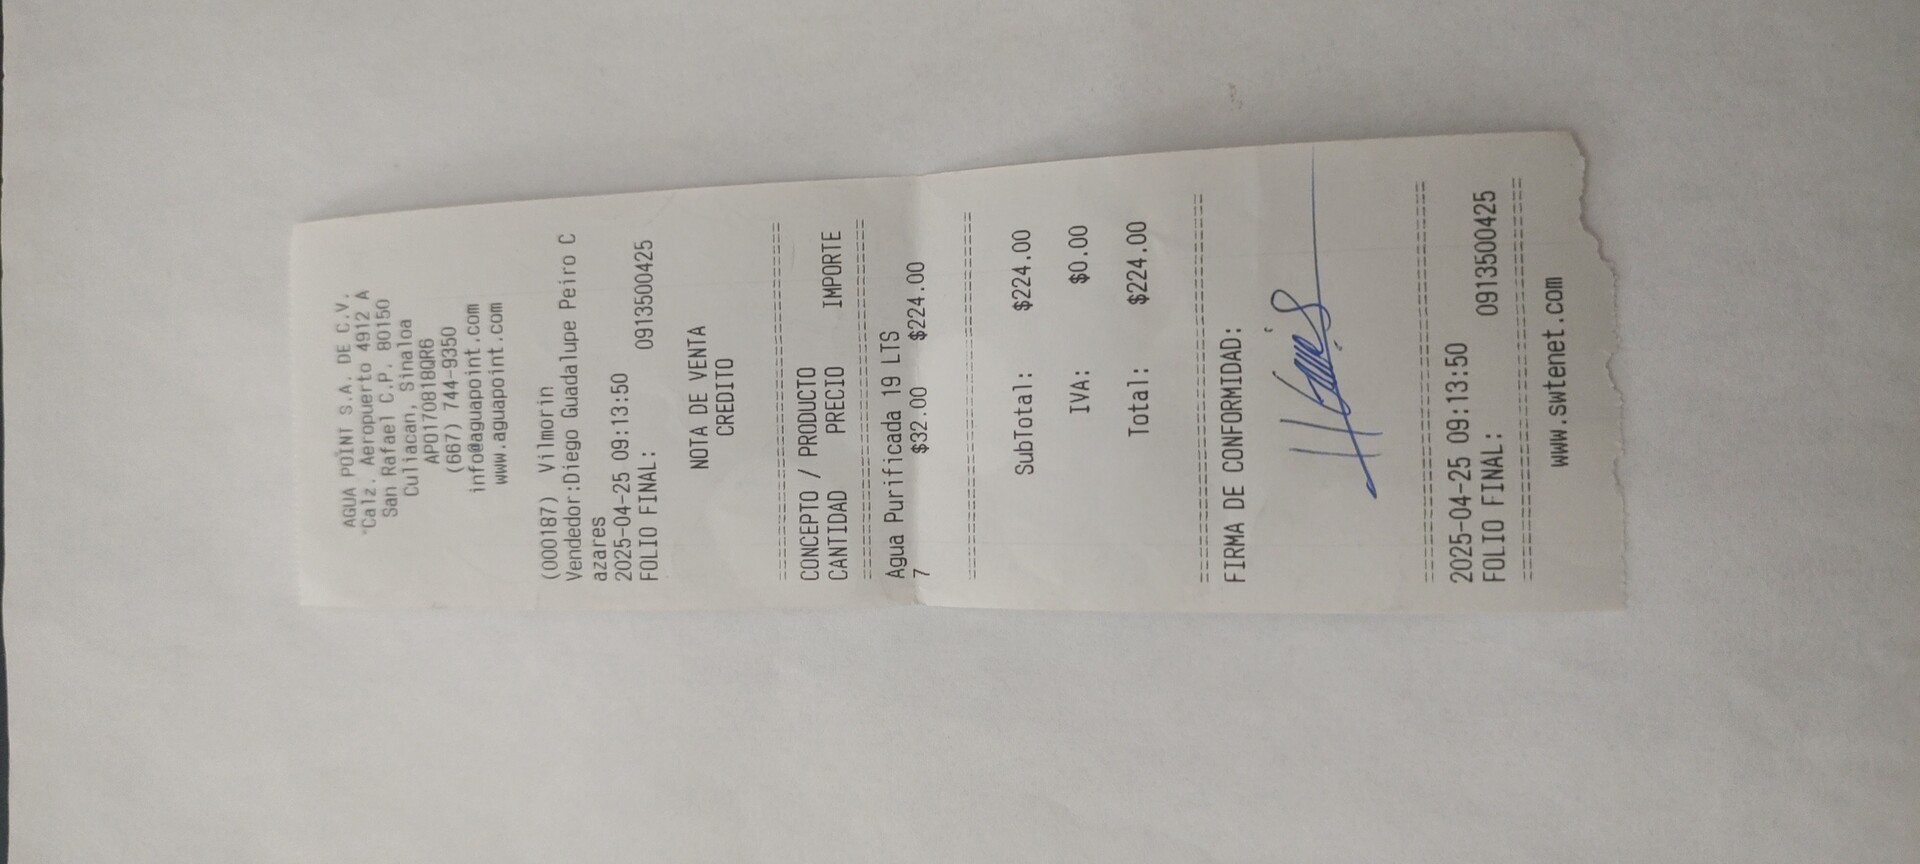 AGUA POINT S.A. DE C.V.
Calz. Aeropuerto 4912 A
San Rafael C.P. 80150
Culiacan, Sinaloa
APO170818QR6
(667) 744-9350
info@aguapoint.com
www.aguapoint.com
(000187) Vilmorin
Vendedor:Diego Guadalupe Peiro C
azares
2025-04-25 09:13:50
FOLIO FINAL: 0913500425
NOTA DE VENTA
CREDITO
================================
CONCEPTO / PRODUCTO
CANTIDAD PRECIO IMPORTE
================================
Agua Purificada 19 LTS
7 $32.00 $224.00
================================
SubTotal: $224.00
IVA: $0.00
Total: $224.00
================================
FIRMA DE CONFORMIDAD:
================================
2025-04-25 09:13:50
FOLIO FINAL: 0913500425
================================
www.swtenet.com